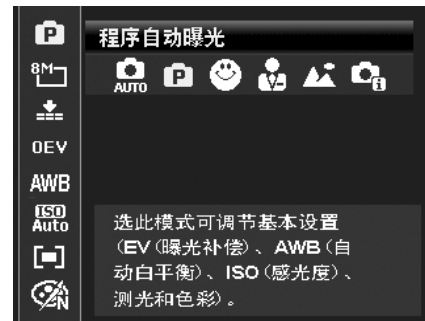 P
程序自动曝光
8M
AUTO P i
0EV
AWB
ISO
Auto
N
选此模式可调节基本设置
(EV(曝光补偿)、AWB(自
动白平衡)、ISO(感光度)、
测光和色彩)。